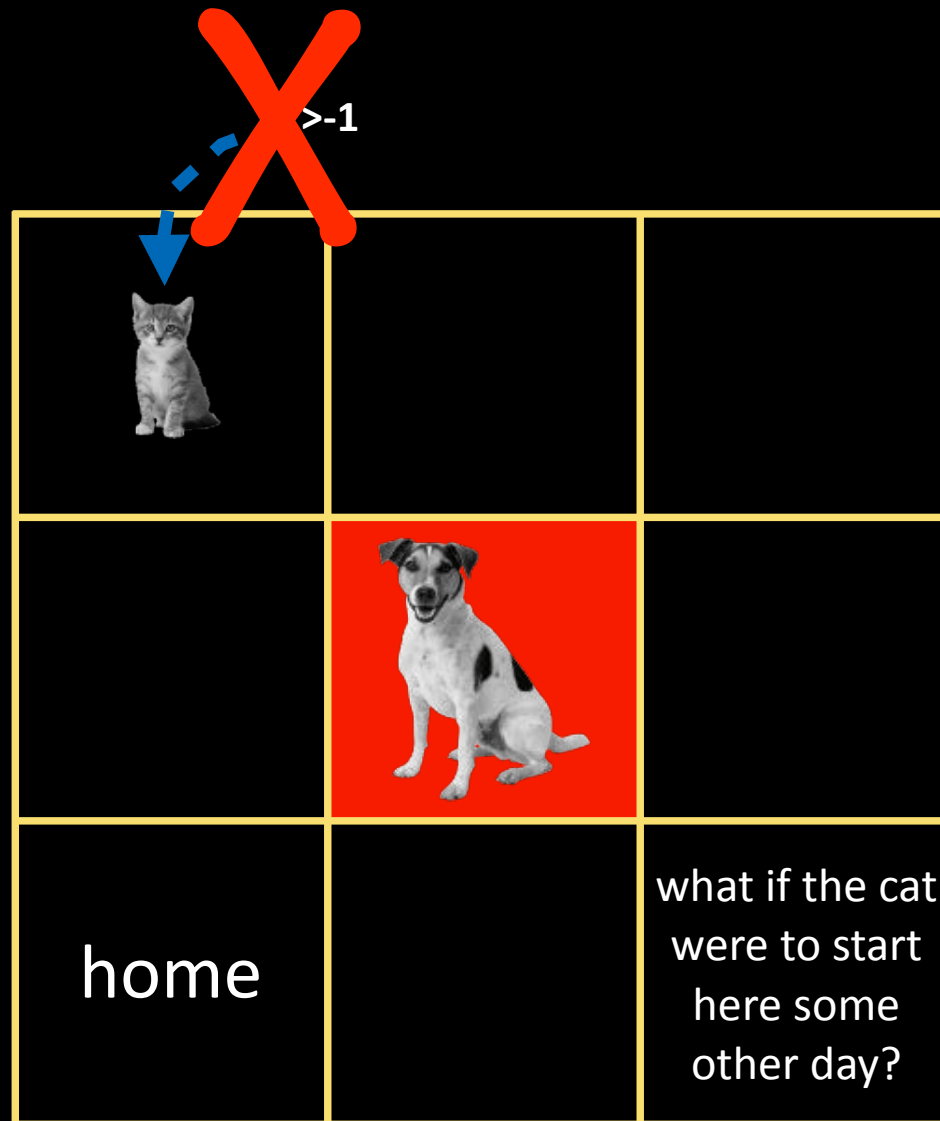 >-1
home
what if the cat
were to start
here some
other day?